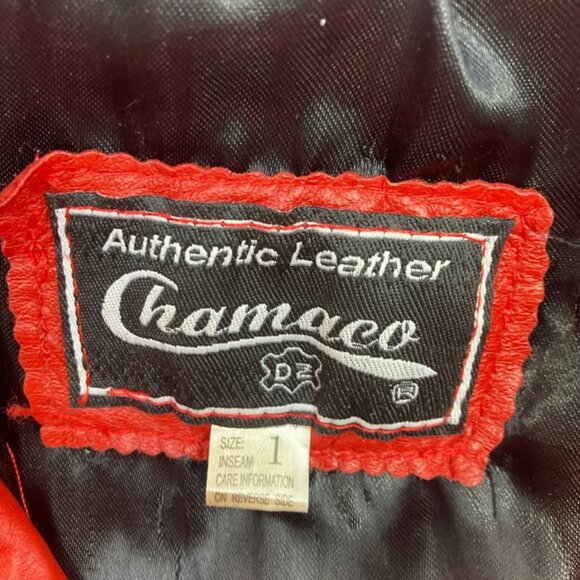 Authentic Leather
Chamaco
DZ
®
SIZE: 1
INSEAM
CARE INFORMATION
ON REVERSE SIDE